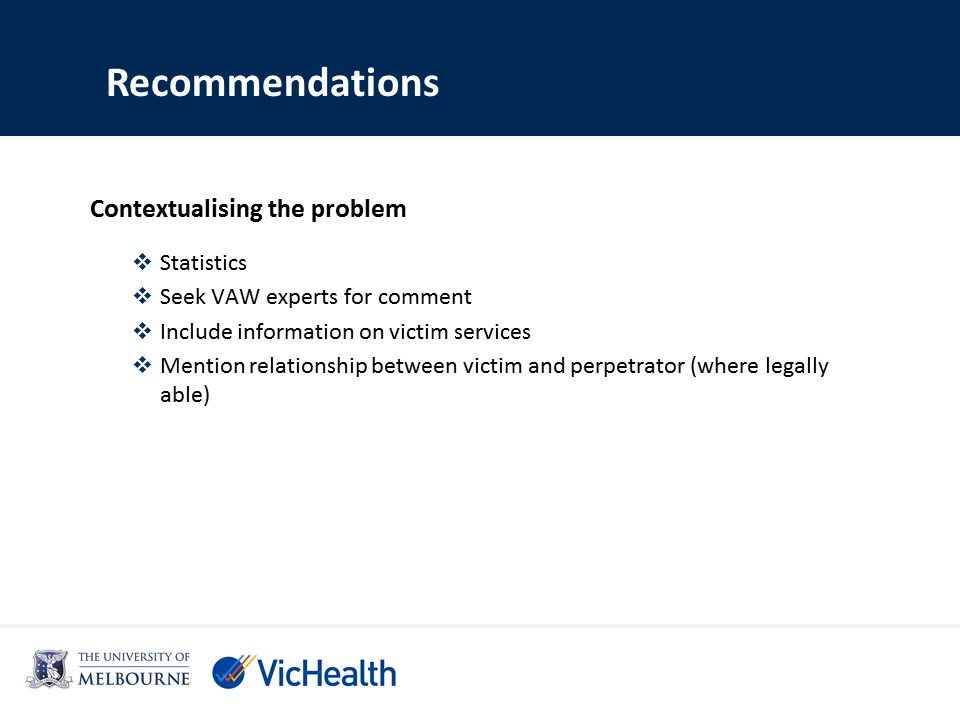 Recommendations
Contextualising the problem
❖ Statistics
❖ Seek VAW experts for comment
❖ Include information on victim services
❖ Mention relationship between victim and perpetrator (where legally
able)
THE UNIVERSITY OF
MELBOURNE
VicHealth